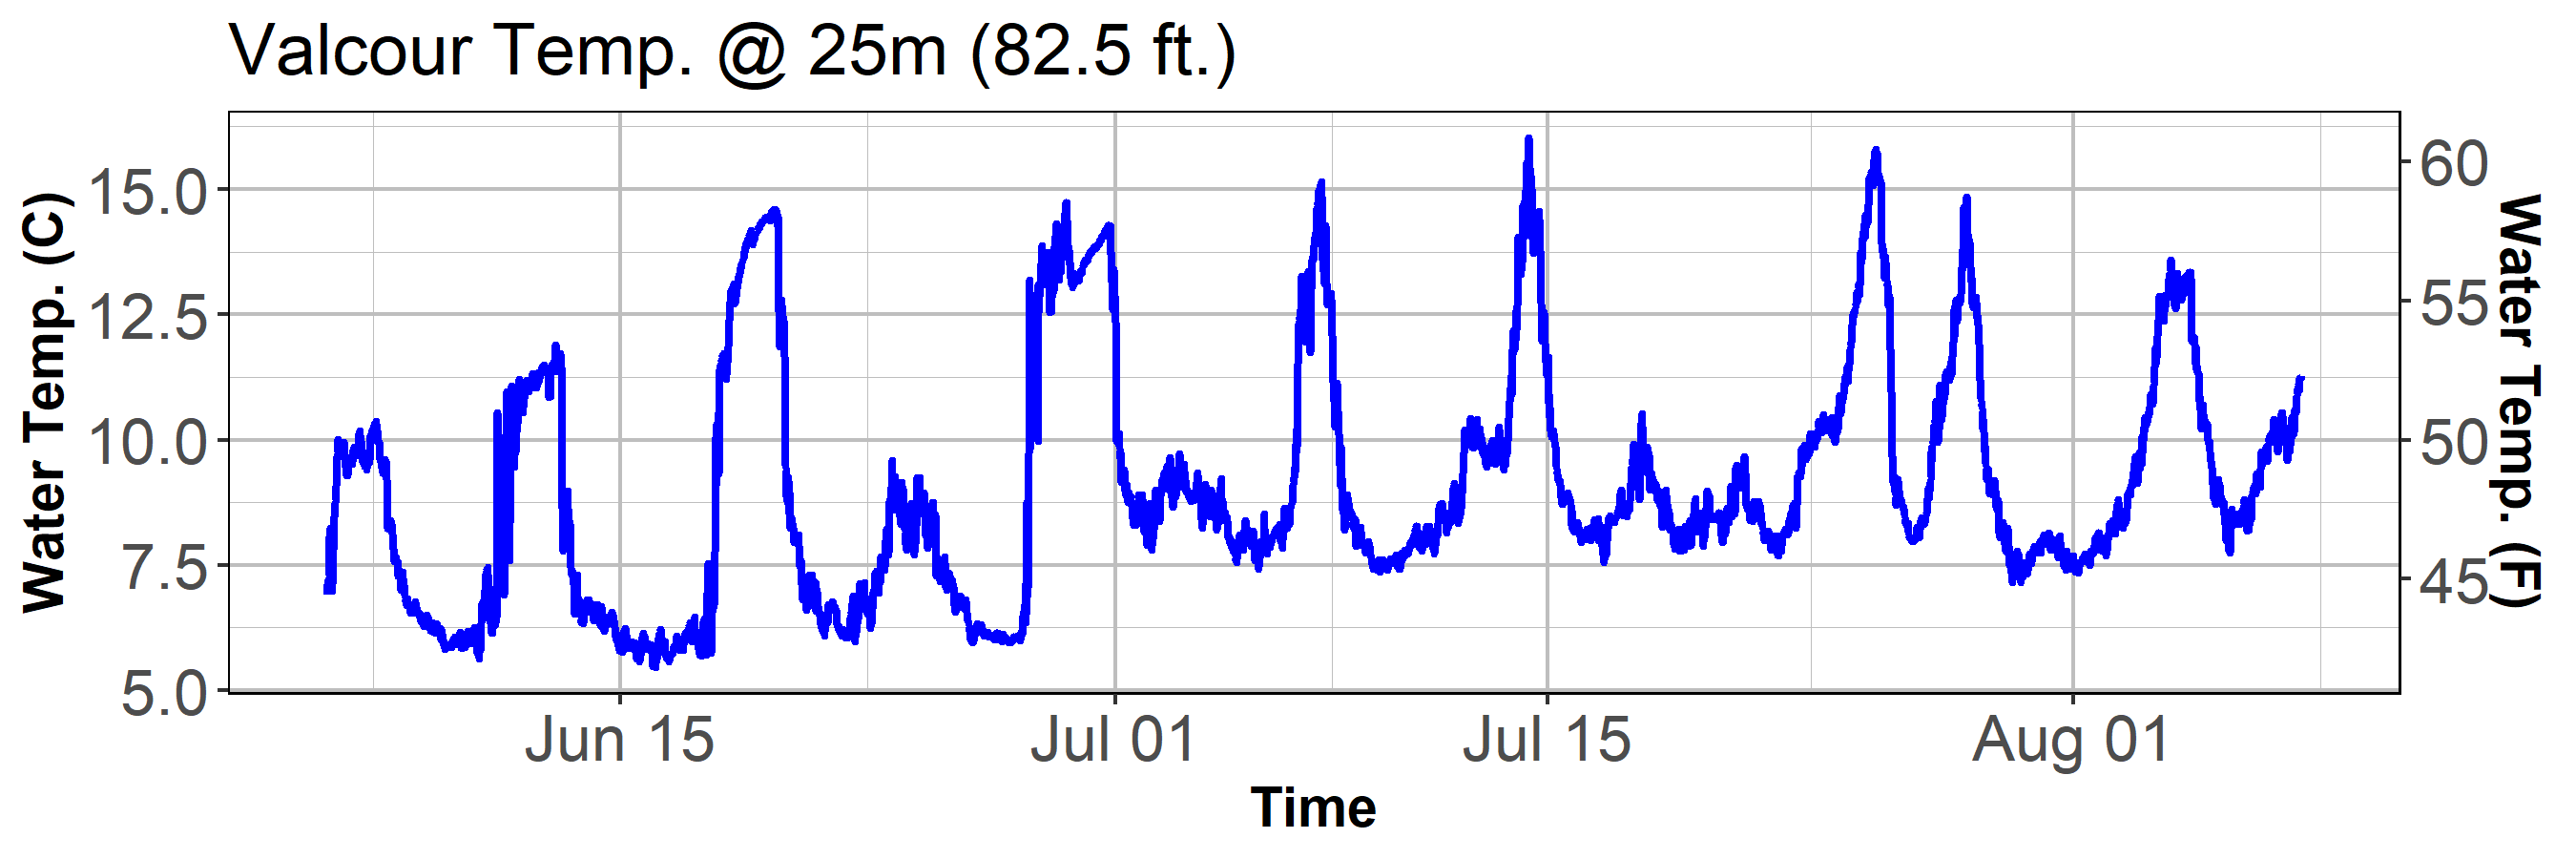 Valcour Temp. @ 25m (82.5 ft.)
Water Temp. (C)
15.0
12.5
10.0
7.5
5.0
60
55
50
45
Water Temp. (F)
Jun 15
Jul 01
Jul 15
Aug 01
Time